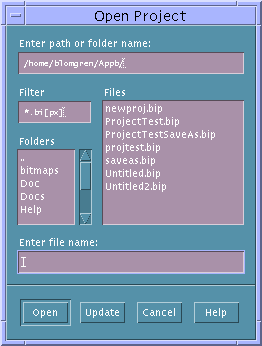 Open Project
Enter path or folder name:
/home/blomgren/Appb/
Filter
Files
*.bi[px]
newproj.bip
ProjectTest.bip
ProjectTestSaveAs.bip
projtest.bip
saveas.bip
Untitled.bip
Untitled2.bip
Folders
..
bitmaps
Doc
Docs
Help
Enter file name:
Open
Update
Cancel
Help